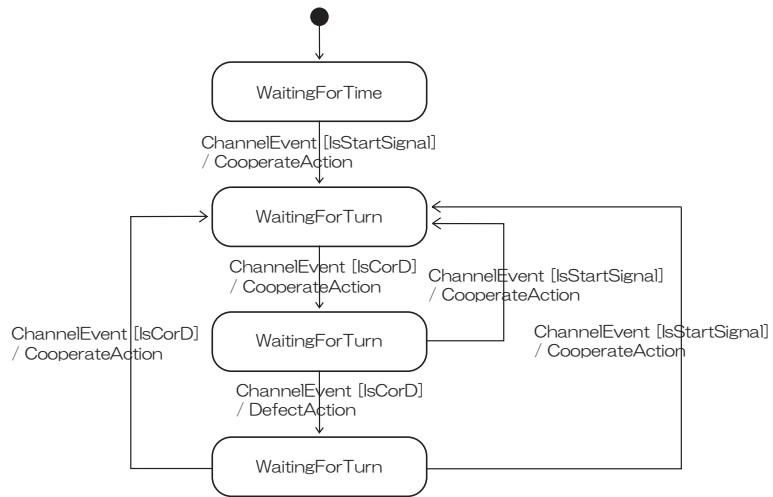 WaitingForTime
ChannelEvent [IsStartSignal]
/ CooperateAction
WaitingForTurn
ChannelEvent [IsCorD]
/ CooperateAction
ChannelEvent [IsStartSignal]
/ CooperateAction
ChannelEvent [IsCorD]
/ CooperateAction
WaitingForTurn
ChannelEvent [IsStartSignal]
/ CooperateAction
ChannelEvent [IsCorD]
/ DefectAction
WaitingForTurn